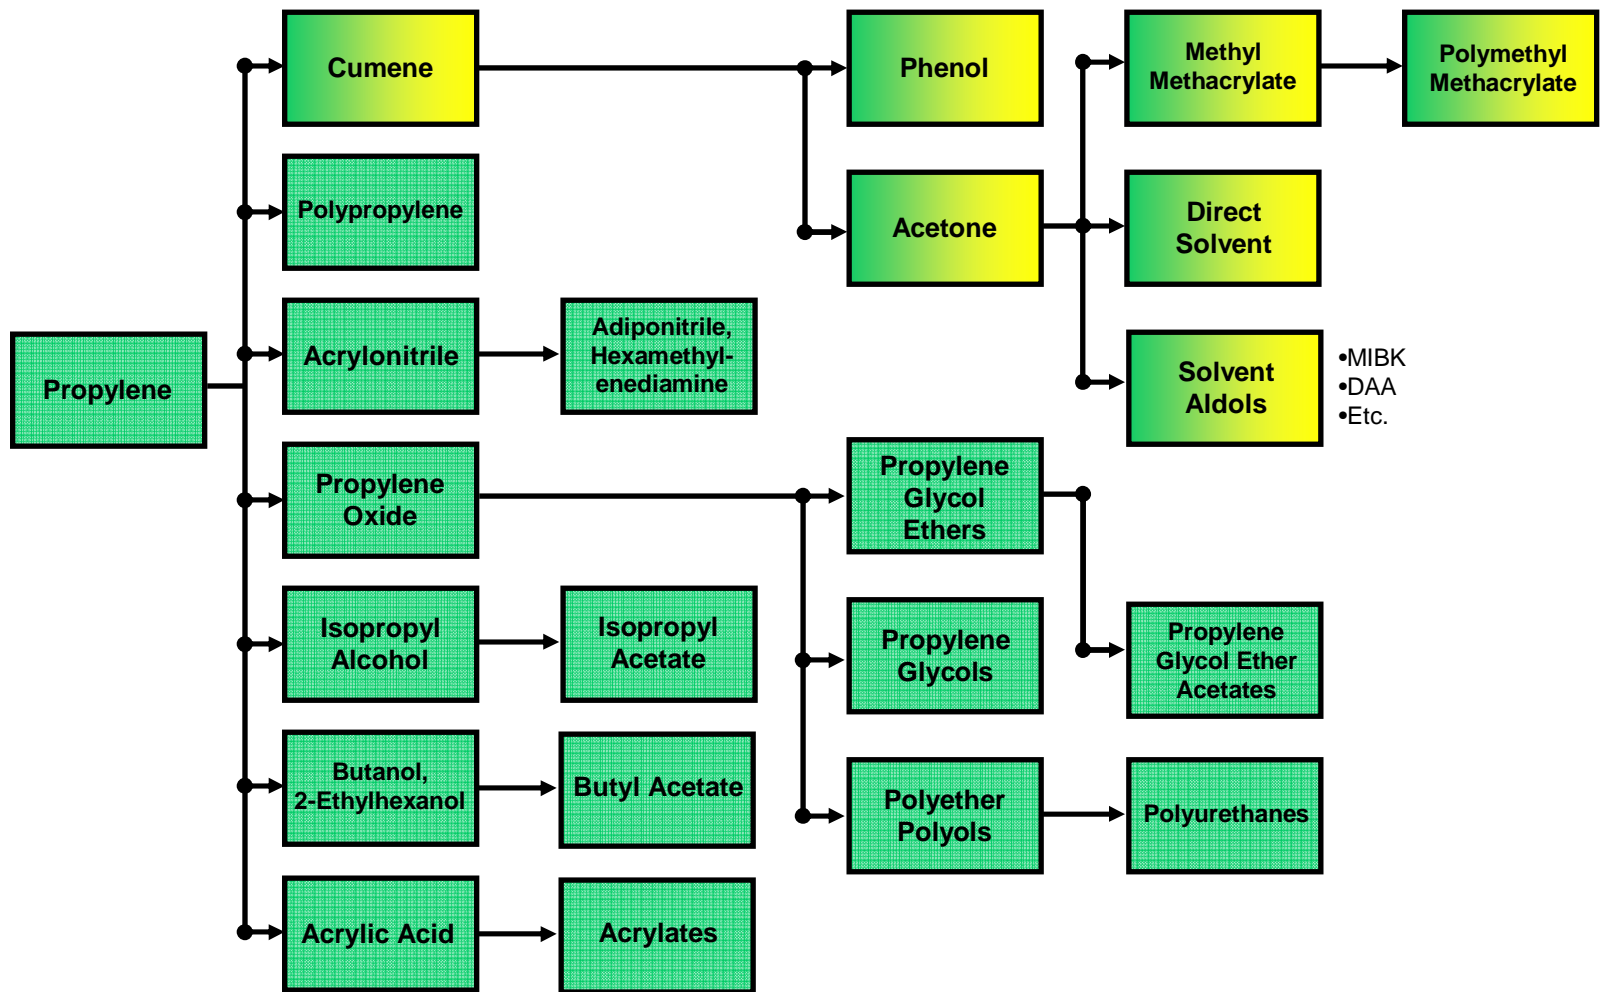 Cumene
Phenol
Methyl
Methacrylate
Polymethyl
Methacrylate
Polypropylene
Acetone
Direct
Solvent
Propylene
Acrylonitrile
Adiponitrile,
Hexamethyl-
enediamine
Solvent
Aldols
•MIBK
•DAA
•Etc.
Propylene
Oxide
Propylene
Glycol
Ethers
Isopropyl
Alcohol
Isopropyl
Acetate
Propylene
Glycols
Propylene
Glycol Ether
Acetates
Butanol,
2-Ethylhexanol
Butyl Acetate
Polyether
Polyols
Polyurethanes
Acrylic Acid
Acrylates